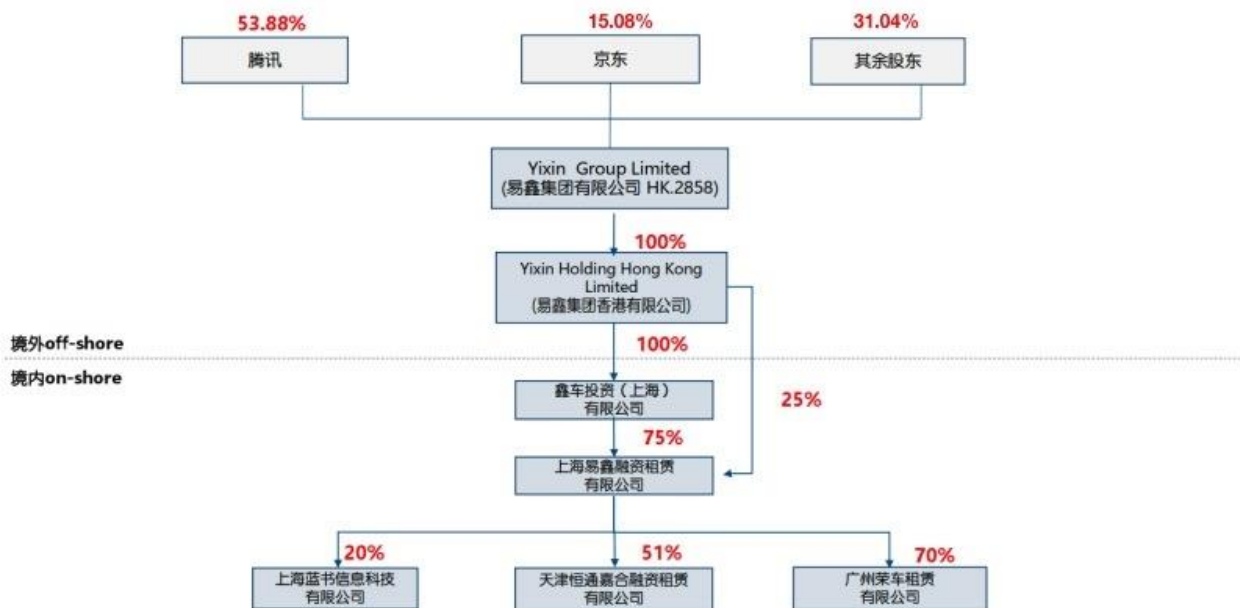 53.88%
15.08%
31.04%
腾讯
京东
其余股东
Yixin Group Limited
(易鑫集团有限公司 HK.2858)
100%
Yixin Holding Hong Kong
Limited
(易鑫集团香港有限公司)
境外off-shore
100%
境内on-shore
鑫车投资（上海）
有限公司
25%
75%
上海易鑫融资租赁
有限公司
20%
51%
70%
上海蓝书信息科技
有限公司
天津恒通嘉合融资租赁
有限公司
广州荣车租赁
有限公司